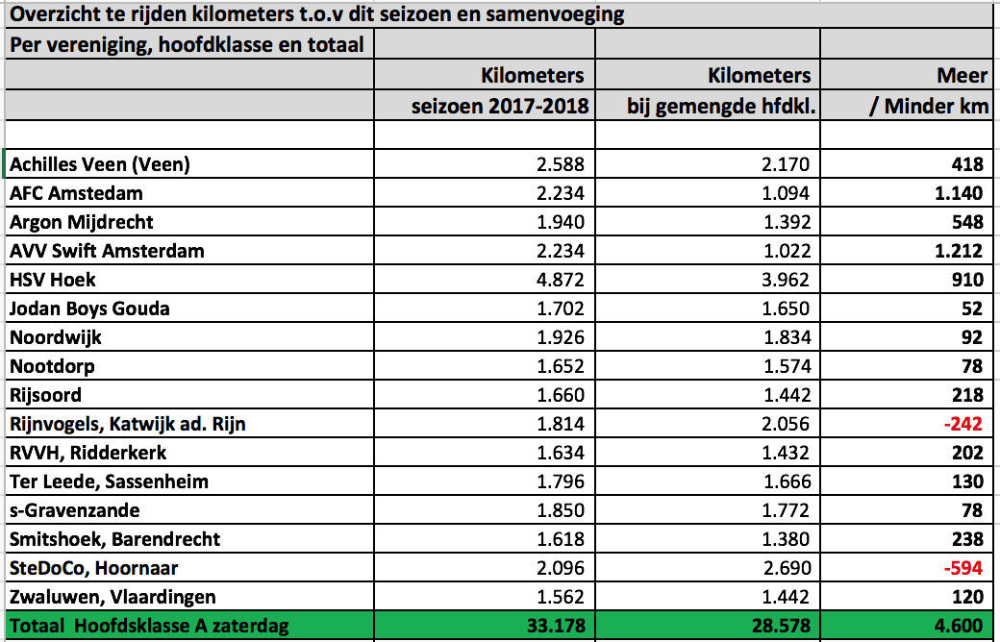 Overzicht te rijden kilometers t.o.v dit seizoen en samenvoeging
Per vereniging, hoofdklasse en totaal
Kilometers Kilometers Meer
seizoen 2017-2018 bij gemengde hfdkl. / Minder km
Achilles Veen (Veen) 2.588 2.170 418
AFC Amstedam 2.234 1.094 1.140
Argon Mijdrecht 1.940 1.392 548
AVV Swift Amsterdam 2.234 1.022 1.212
HSV Hoek 4.872 3.962 910
Jodan Boys Gouda 1.702 1.650 52
Noordwijk 1.926 1.834 92
Nootdorp 1.652 1.574 78
Rijsoord 1.660 1.442 218
Rijnvogels, Katwijk ad. Rijn 1.814 2.056 -242
RVVH, Ridderkerk 1.634 1.432 202
Ter Leede, Sassenheim 1.796 1.666 130
s-Gravenzande 1.850 1.772 78
Smitshoek, Barendrecht 1.618 1.380 238
SteDoCo, Hoornaar 2.096 2.690 -594
Zwaluwen, Vlaardingen 1.562 1.442 120
Totaal Hoofdsklasse A zaterdag 33.178 28.578 4.600